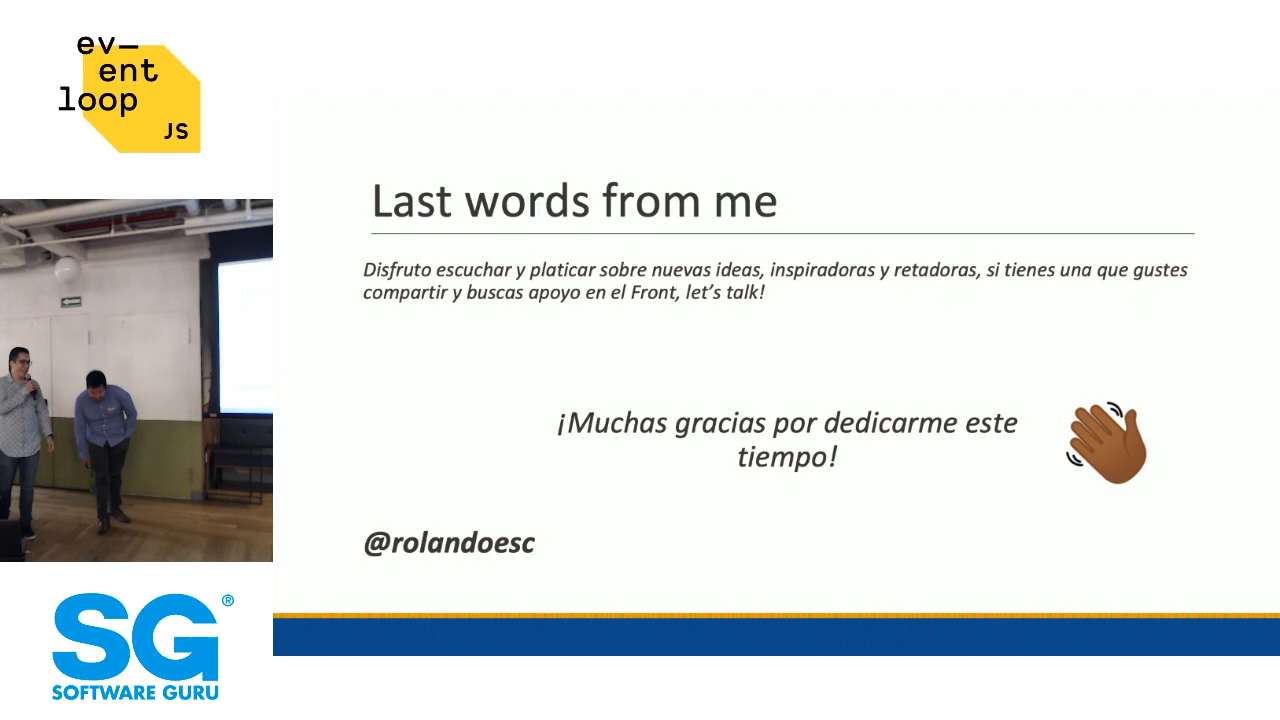 ev—
ent
loop
JS
Last words from me
Disfruto escuchar y platicar sobre nuevas ideas, inspiradoras y retadoras, si tienes una que gustes
compartir y buscas apoyo en el Front, let's talk!
¡Muchas gracias por dedicarme este
tiempo!
@rolandoesc
SG®
SOFTWARE GURU